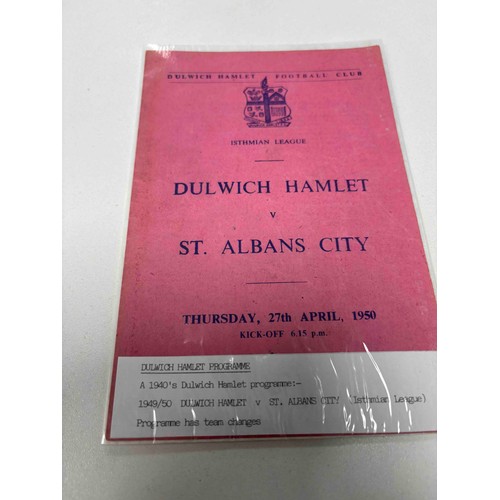 DULWICH HAMLET FOOTBALL CLUB
ISTHMIAN LEAGUE
DULWICH HAMLET
v
ST. ALBANS CITY
THURSDAY, 27th APRIL, 1950
KICK-OFF 6.15 p.m.
DULWICH HAMLET PROGRAMME
A 1940's Dulwich Hamlet programme:-
1949/50 DULWICH HAMLET v ST. ALBANS CITY (Isthmian League)
Programme has team changes